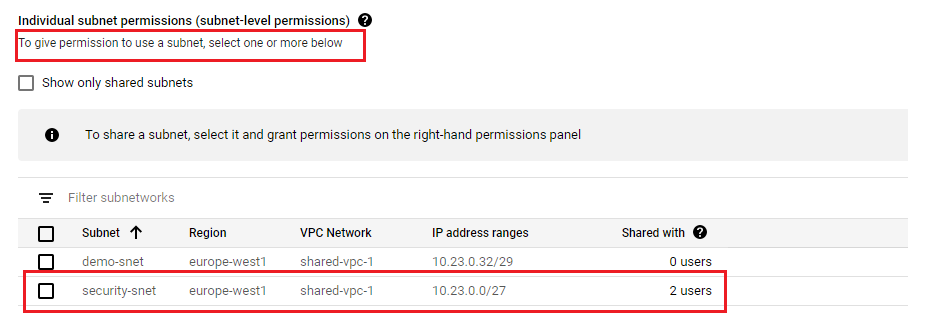 Individual subnet permissions (subnet-level permissions) ?
To give permission to use a subnet, select one or more below
Show only shared subnets
To share a subnet, select it and grant permissions on the right-hand permissions panel
Filter subnetworks
Subnet Region VPC Network IP address ranges Shared with ?
demo-snet europe-west1 shared-vpc-1 10.23.0.32/29 0 users
security-snet europe-west1 shared-vpc-1 10.23.0.0/27 2 users